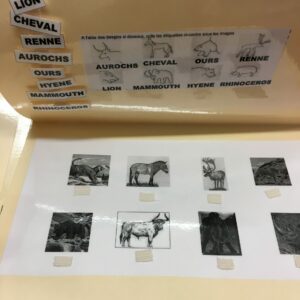 LION
CHEVAL
RENNE
AUROCHS
OURS
HYENE
MAMMOUTH
RHINOCEROS
AUROCHS CHEVAL OURS RENNE
LION MAMMOUTH HYENE RHINOCEROS